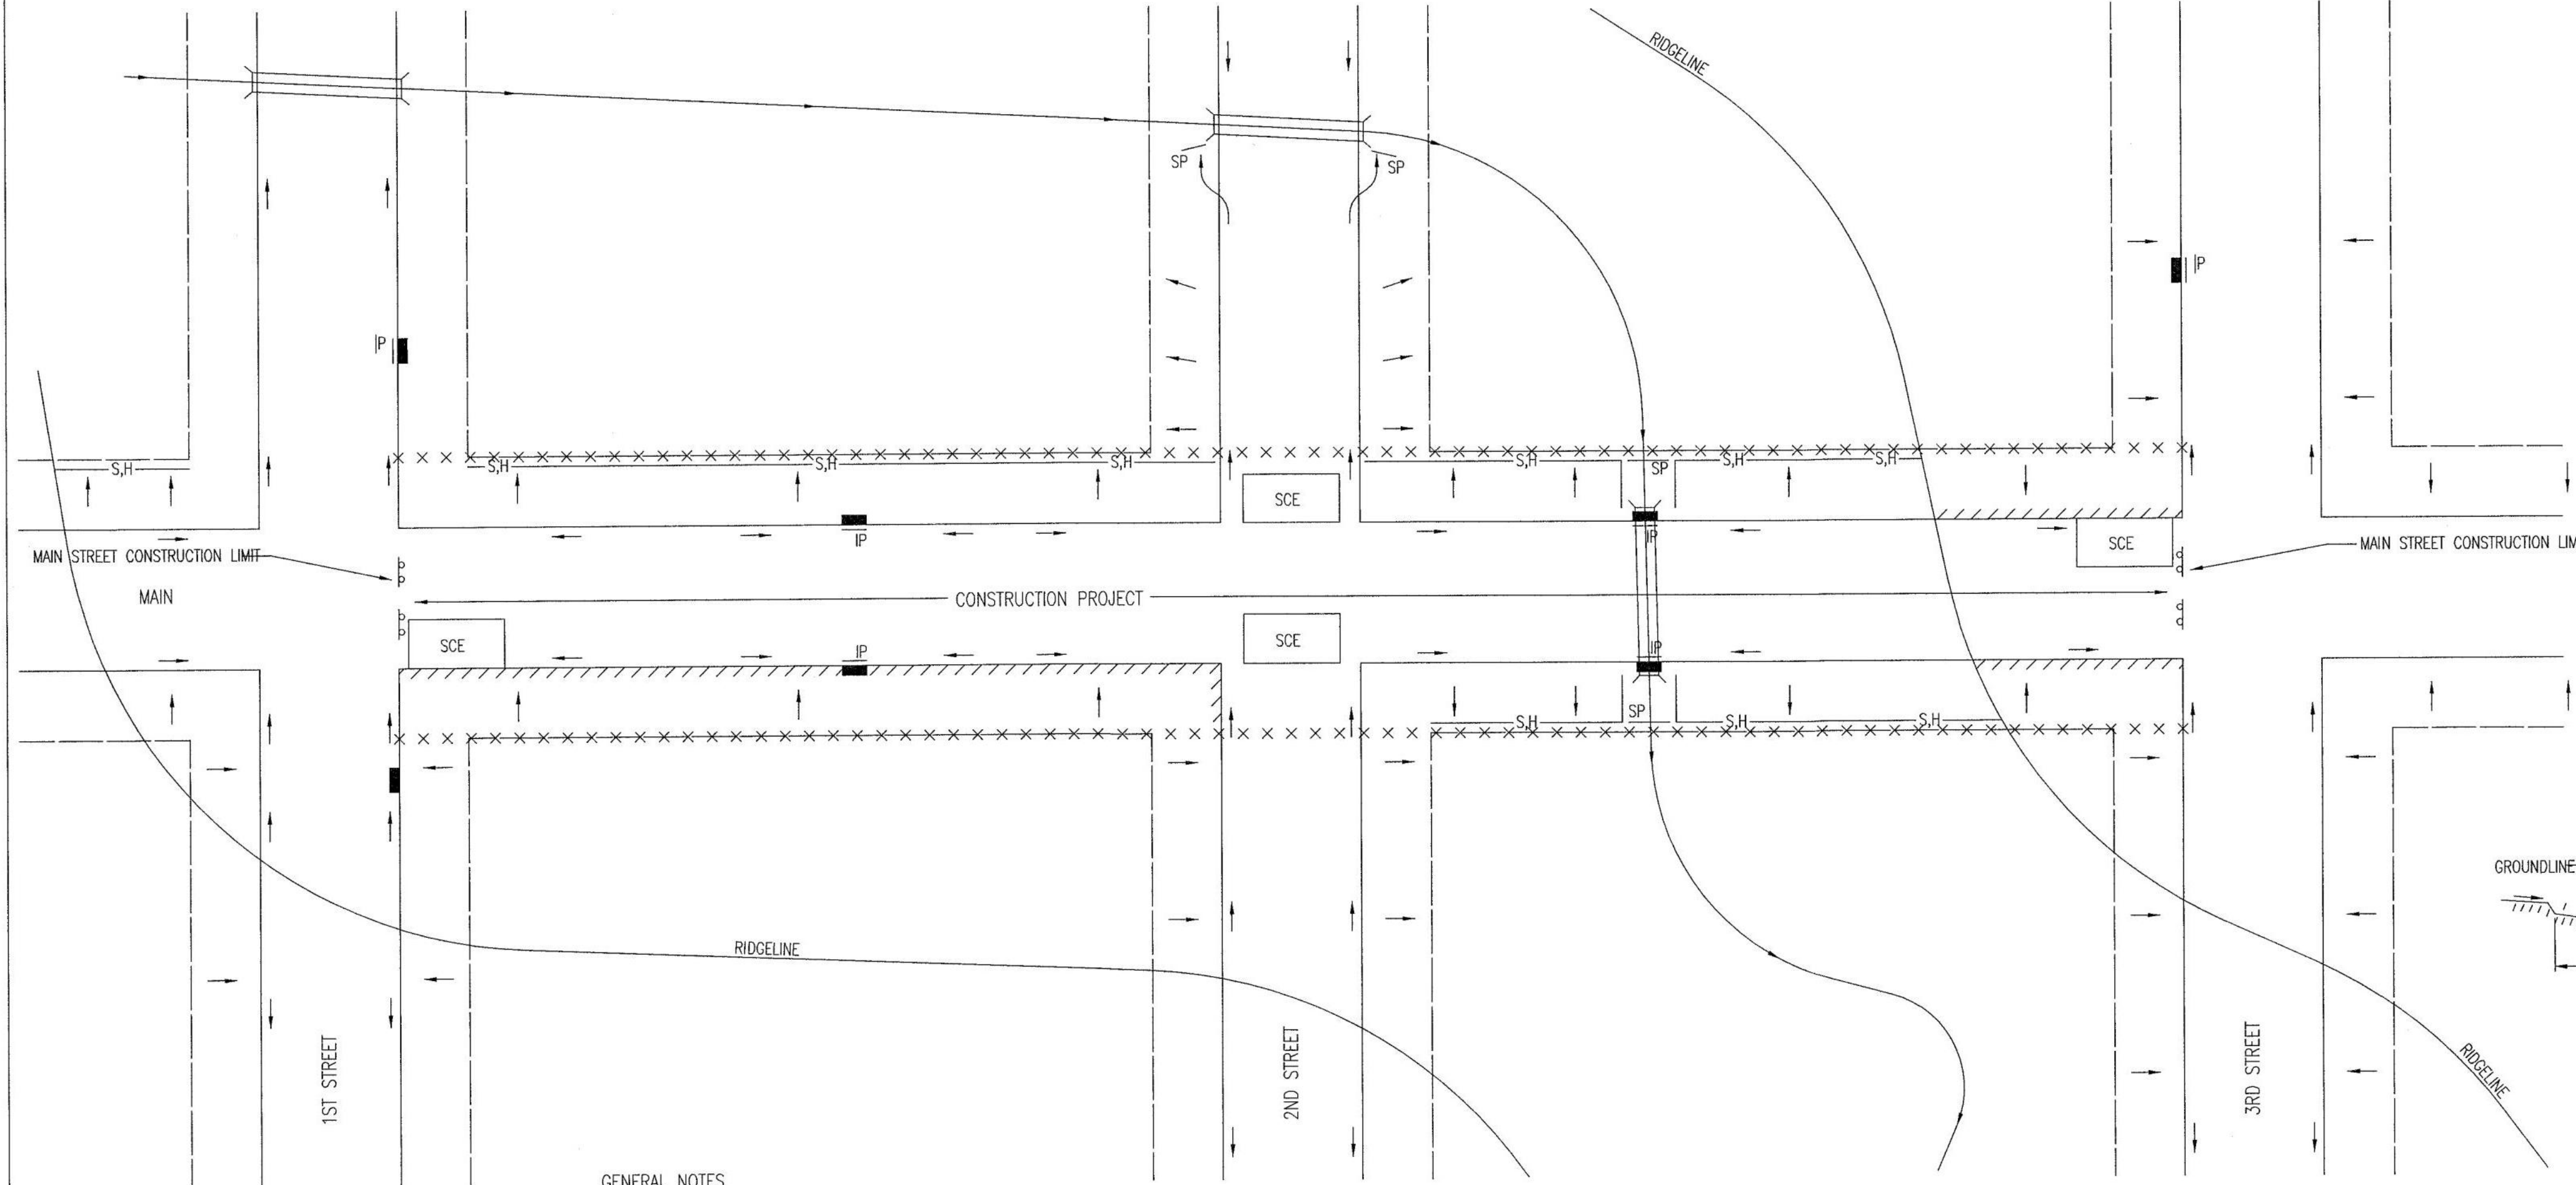 RIDGELINE
SP
SP
IP
IP
S,H
S,H
S,H
S,H
S,H
SP
S,H
S,H
SCE
IP
IP
SCE
MAIN STREET CONSTRUCTION LIMIT
MAIN STREET CONSTRUCTION LIM
MAIN
CONSTRUCTION PROJECT
SCE
SCE
IP
IP
S,H
SP
S,H
S,H
GROUNDLINE
RIDGELINE
1ST STREET
2ND STREET
3RD STREET
RIDGELINE
GENERAL NOTES